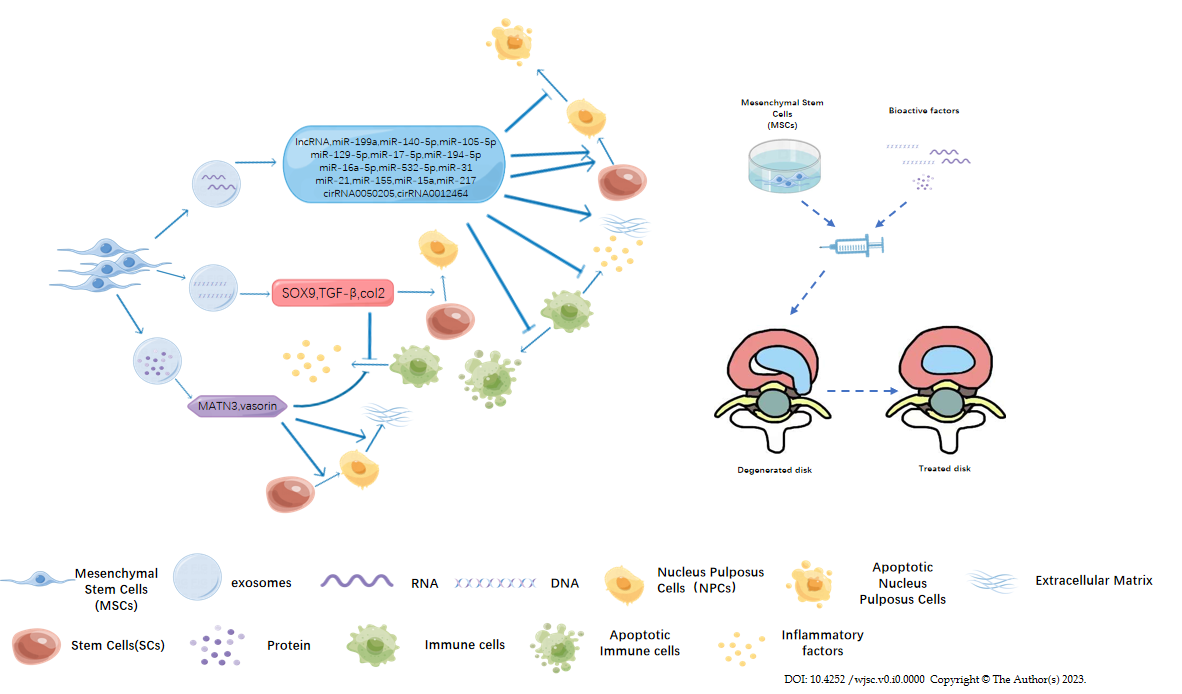 lncRNA,miR-199a,miR-140-5p,miR-105-5p
miR-129-5p,miR-17-5p,miR-194-5p
miR-16a-5p,miR-532-5p,miR-31
miR-21,miR-155,miR-15a,miR-217
cirRNA0050205,cirRNA0012464
SOX9,TGF-β,col2
MATN3,vasorin
Mesenchymal Stem
Cells
(MSCs)
Bioactive factors
Degenerated disk
Treated disk
Mesenchymal
Stem Cells
(MSCs)
exosomes
RNA
DNA
Nucleus Pulposus
Cells (NPCs)
Apoptotic
Nucleus
Pulposus Cells
Extracellular Matrix
Stem Cells(SCs)
Protein
Immune cells
Apoptotic
Immune cells
Inflammatory
factors
DOI: 10.4252 /wjsc.v0.i0.0000 Copyright © The Author(s) 2023.